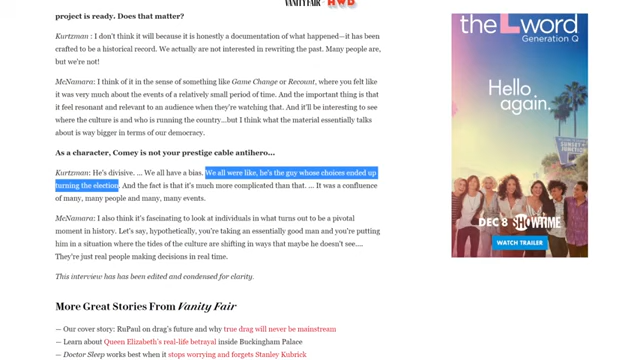 VANITY FAIR HWD
project is ready. Does that matter?
Kurtzman : I don't think it will because it is honestly a documentation of what happened—it has been
crafted to be a historical record. We actually are not interested in rewriting the past. Many people are,
but we're not!
McNamara: I think of it in the sense of something like Game Change or Recount, where you felt like
it was very much about the events of a relatively small period of time. And the important thing is that
it feel resonant and relevant to an audience when they're watching that. And it'll be interesting to see
where the culture is and who is running the country...but I think what the material essentially talks
about is way bigger in terms of our democracy.
As a character, Comey is not your prestige cable antihero...
Kurtzman: He's divisive. ... We all have a bias. We all were like, he's the guy whose choices ended up
turning the election. And the fact is that it's much more complicated than that. ... It was a confluence
of many, many people and many, many events.
McNamara: I also think it's fascinating to look at individuals in what turns out to be a pivotal
moment in history. Let's say, hypothetically, you're taking an essentially good man and you're putting
him in a situation where the tides of the culture are shifting in ways that maybe he doesn't see....
They're just real people making decisions in real time.
This interview has has been edited and condensed for clarity.
More Great Stories From Vanity Fair
— Our cover story: RuPaul on drag's future and why true drag will never be mainstream
— Learn about Queen Elizabeth's real-life betrayal inside Buckingham Palace
— Doctor Sleep works best when it stops worrying and forgets Stanley Kubrick
the L word
Generation Q
Hello
again.
SUNSET
JUNCTION
DEC 8 SHOWTIME
WATCH TRAILER